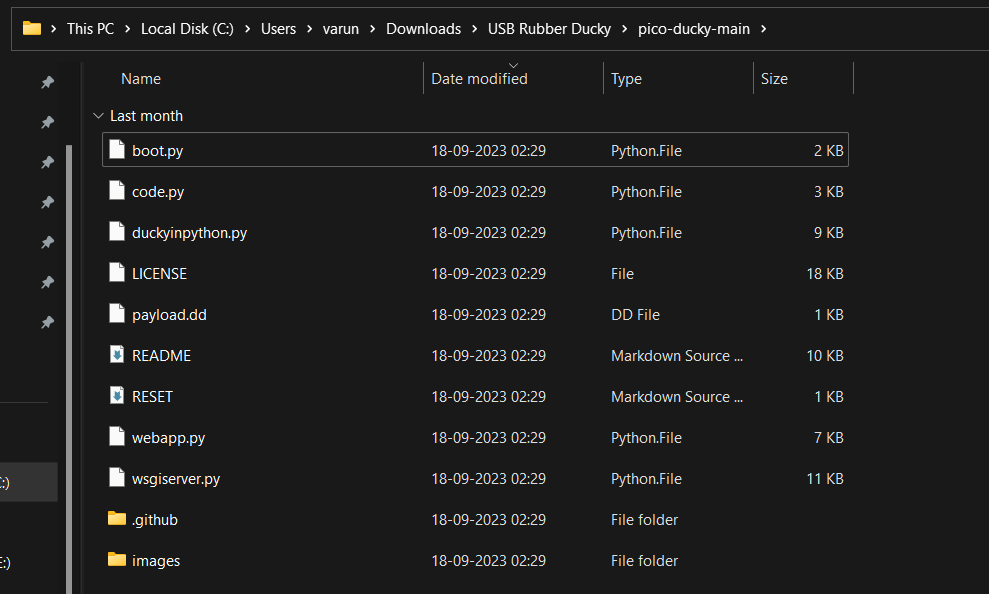 This PC > Local Disk (C:) > Users > varun > Downloads > USB Rubber Ducky > pico-ducky-main >
Name Date modified Type Size
Last month
boot.py 18-09-2023 02:29 Python.File 2 KB
code.py 18-09-2023 02:29 Python.File 3 KB
duckyinpython.py 18-09-2023 02:29 Python.File 9 KB
LICENSE 18-09-2023 02:29 File 18 KB
payload.dd 18-09-2023 02:29 DD File 1 KB
README 18-09-2023 02:29 Markdown Source ... 10 KB
RESET 18-09-2023 02:29 Markdown Source ... 1 KB
webapp.py 18-09-2023 02:29 Python.File 7 KB
:) wsgiserver.py 18-09-2023 02:29 Python.File 11 KB
.github 18-09-2023 02:29 File folder
E:) images 18-09-2023 02:29 File folder